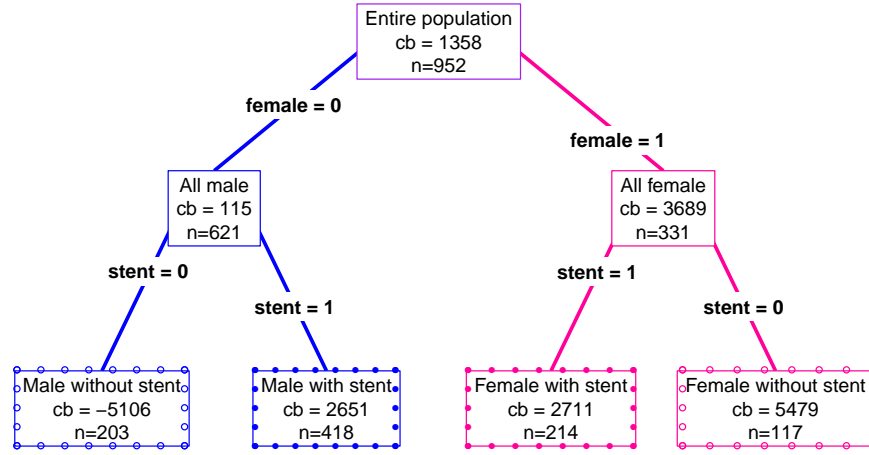 Entire population
cb = 1358
n=952
female = 0
female = 1
All male
cb = 115
n=621
All female
cb = 3689
n=331
stent = 0
stent = 1
stent = 1
stent = 0
Male without stent
cb = −5106
n=203
Male with stent
cb = 2651
n=418
Female with stent
cb = 2711
n=214
Female without stent
cb = 5479
n=117